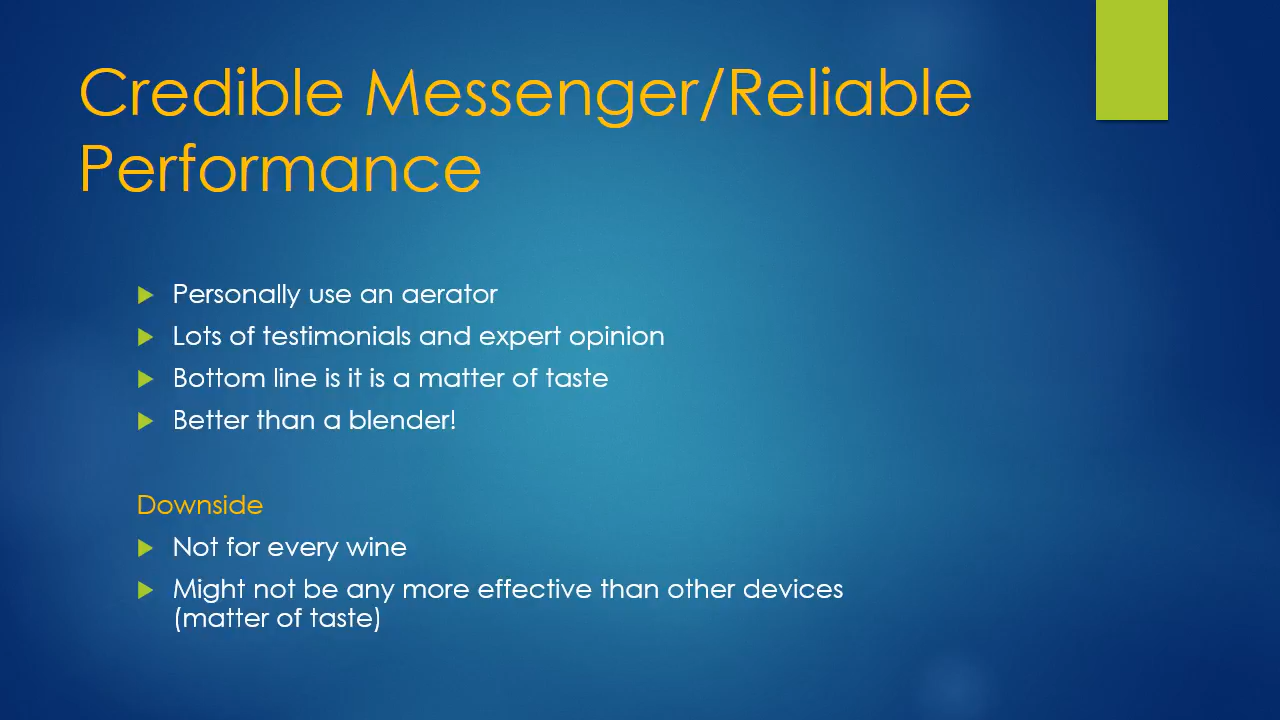 Credible Messenger/Reliable
Performance
Personally use an aerator
Lots of testimonials and expert opinion
Bottom line is it is a matter of taste
Better than a blender!
Downside
Not for every wine
Might not be any more effective than other devices
(matter of taste)